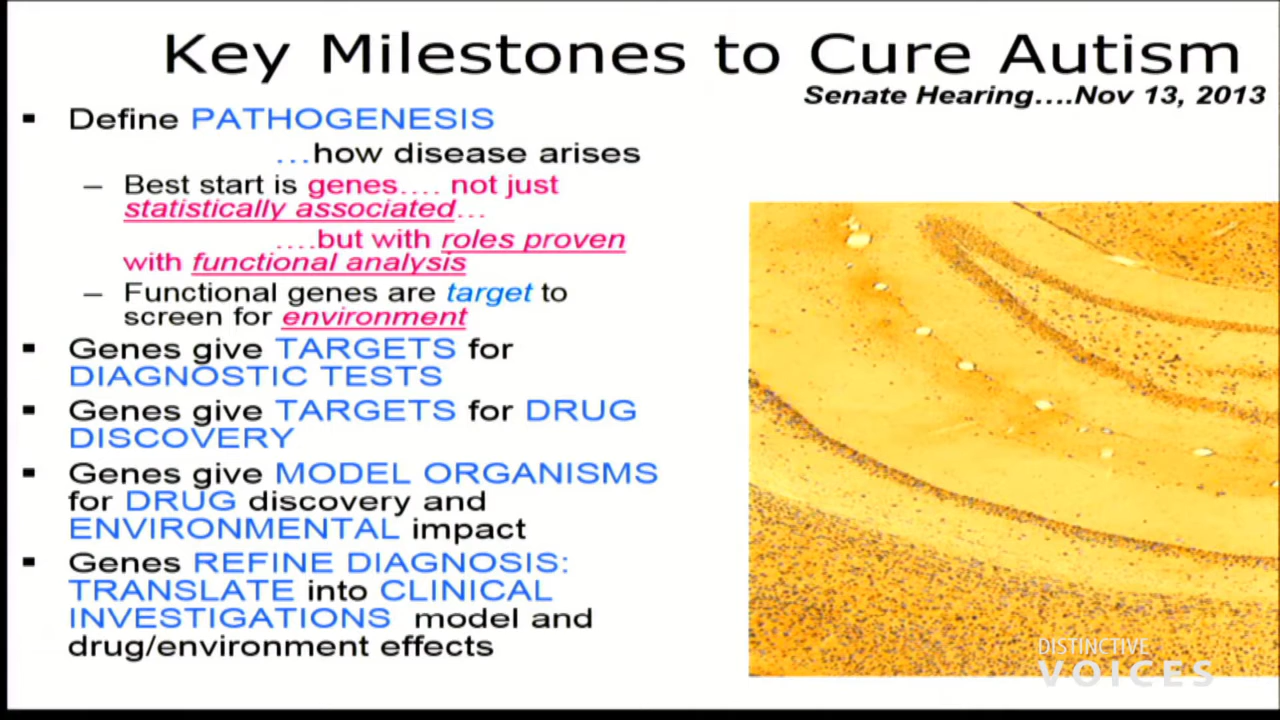 Key Milestones to Cure Autism
Senate Hearing....Nov 13, 2013
▪ Define PATHOGENESIS
...how disease arises
– Best start is genes.... not just
statistically associated...
....but with roles proven
with functional analysis
– Functional genes are target to
screen for environment
▪ Genes give TARGETS for
DIAGNOSTIC TESTS
▪ Genes give TARGETS for DRUG
DISCOVERY
▪ Genes give MODEL ORGANISMS
for DRUG discovery and
ENVIRONMENTAL impact
▪ Genes REFINE DIAGNOSIS:
TRANSLATE into CLINICAL
INVESTIGATIONS model and
drug/environment effects
DISTINCTIVE
VOICES